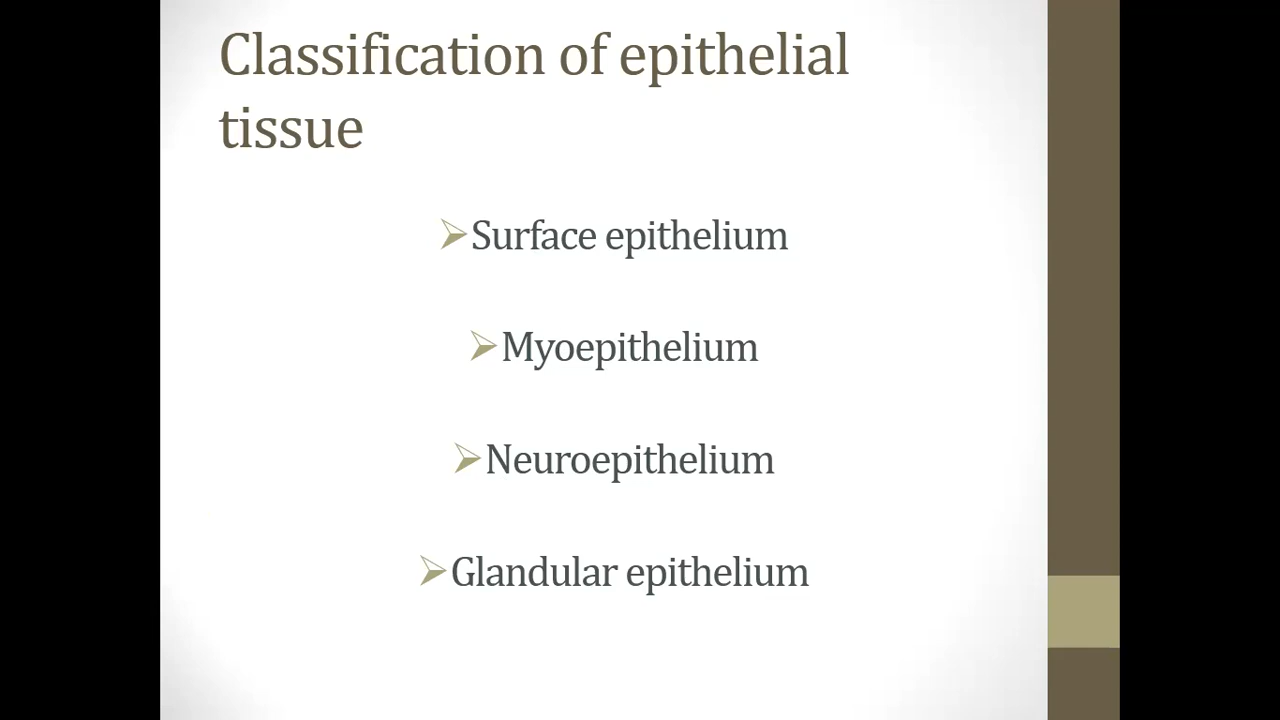 Classification of epithelial
tissue
➢Surface epithelium
➢Myoepithelium
➢Neuroepithelium
➢Glandular epithelium